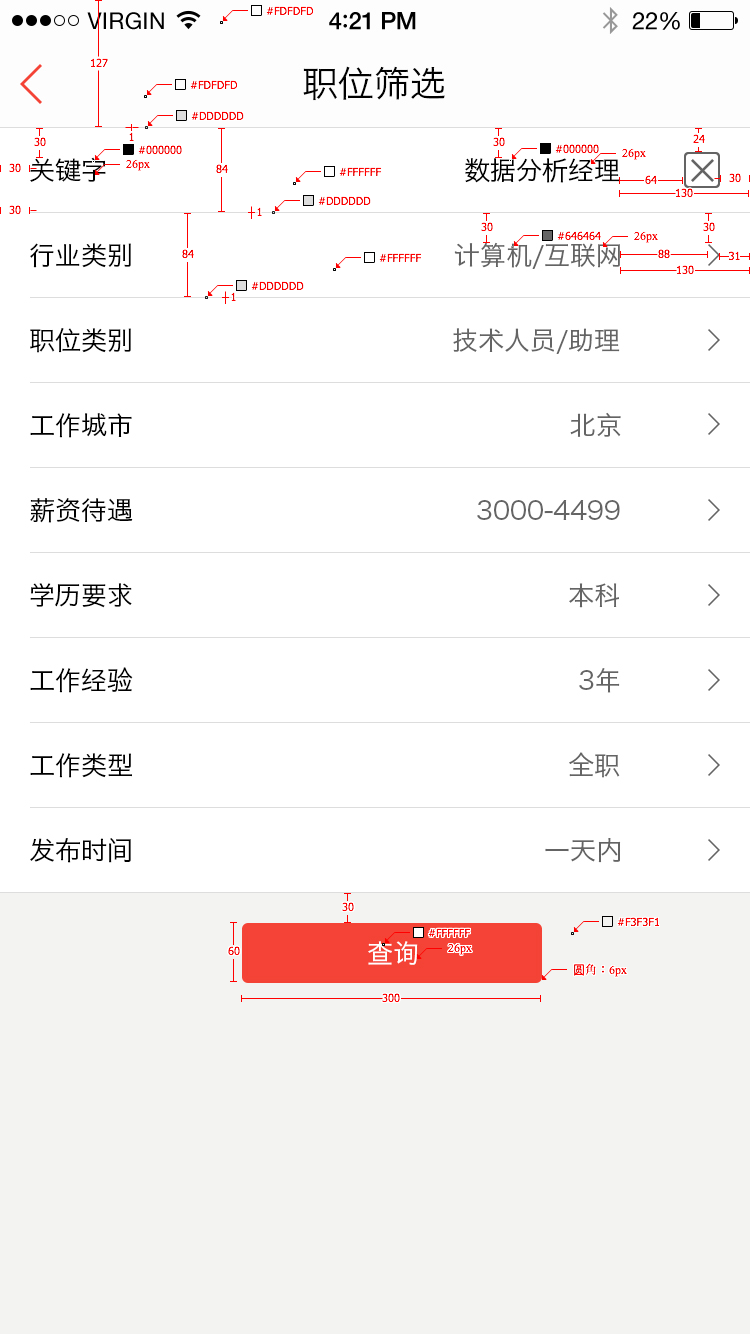 VIRGIN 4:21 PM 22%
#FDFDFD
127
职位筛选
#FDFDFD
#DDDDDD
1
30 #000000 30 #000000 24
26px 26px
30 关键字 84 #FFFFFF 数据分析经理 64 30
130
#DDDDDD
30 1
30 #646464 26px 30
行业类别 84 #FFFFFF 计算机/互联网 88 31
130
#DDDDDD
1
职位类别 技术人员/助理
工作城市 北京
薪资待遇 3000-4499
学历要求 本科
工作经验 3年
工作类型 全职
发布时间 一天内
30
#F3F3F1
#FFFFFF
60 查询 26px
圆角：6px
300